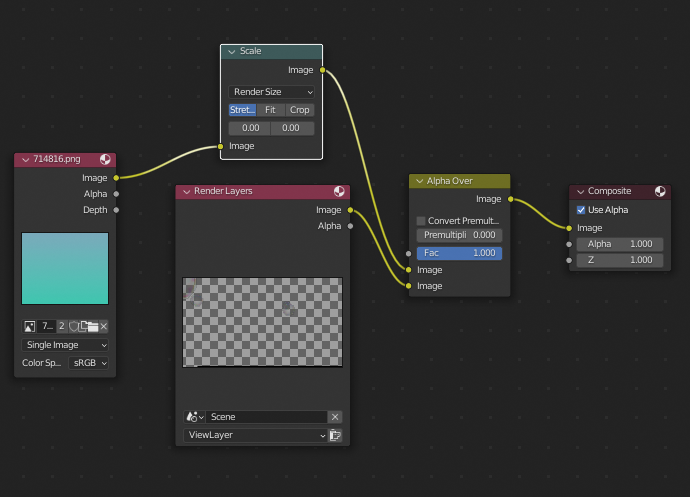 Scale
Image
Render Size
Stret... Fit Crop
0.00 0.00
Image
714816.png
Image
Alpha
Depth
7... 2
Single Image
Color Sp... sRGB
Render Layers
Image
Alpha
Scene
ViewLayer
Alpha Over
Image
Convert Premult...
Premultipli 0.000
Fac 1.000
Image
Image
Composite
Use Alpha
Image
Alpha 1.000
Z 1.000